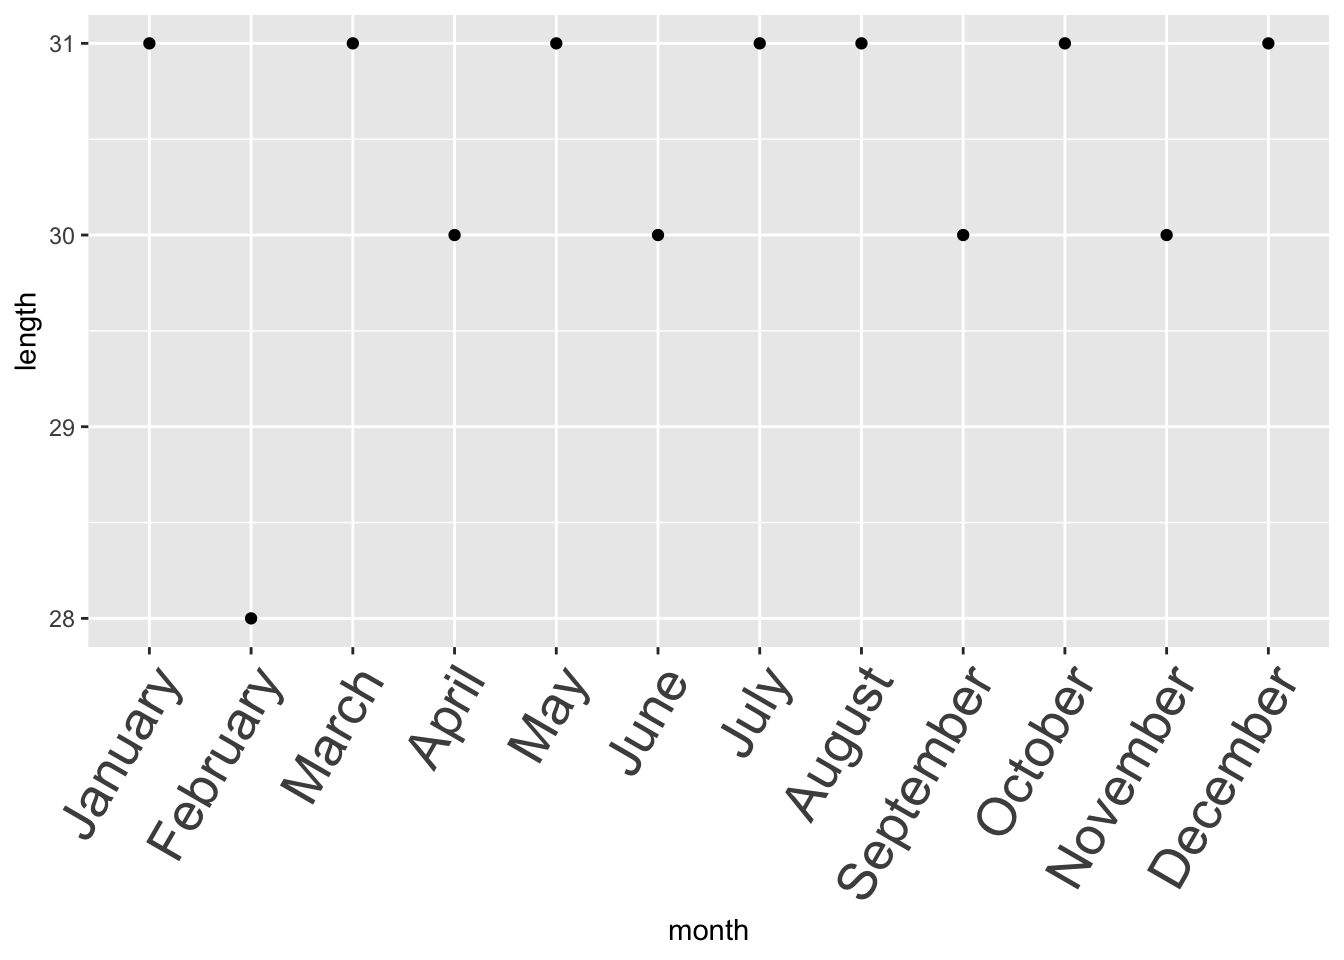 31
30
29
28
length
January
February
March
April
May
June
July
August
September
October
November
December
month